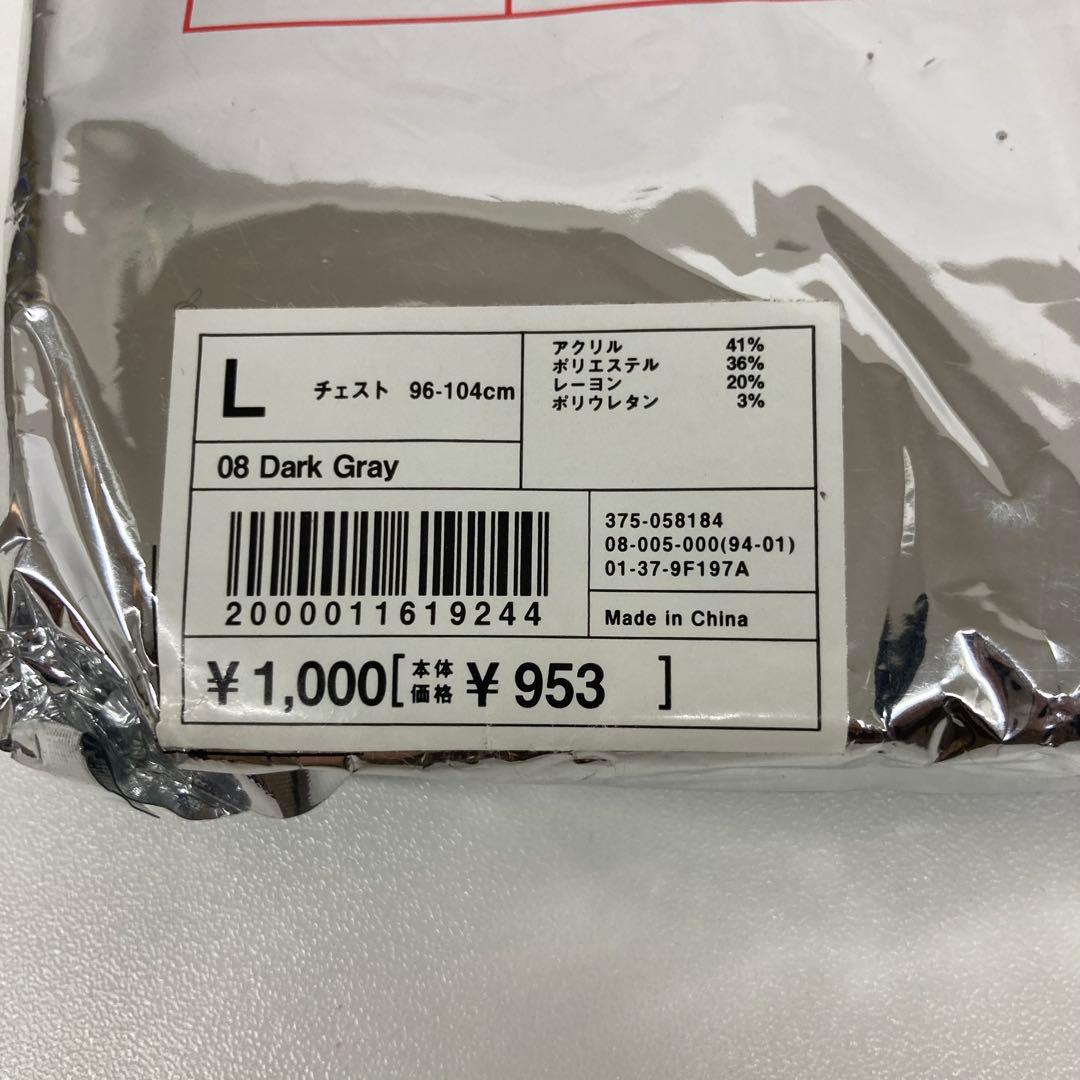 L チェスト 96-104cm
アクリル 41%
ポリエステル 36%
レーヨン 20%
ポリウレタン 3%
08 Dark Gray
2000011619244
375-058184
08-005-000(94-01)
01-37-9F197A
Made in China
¥1,000[本体価格 ¥953 ]